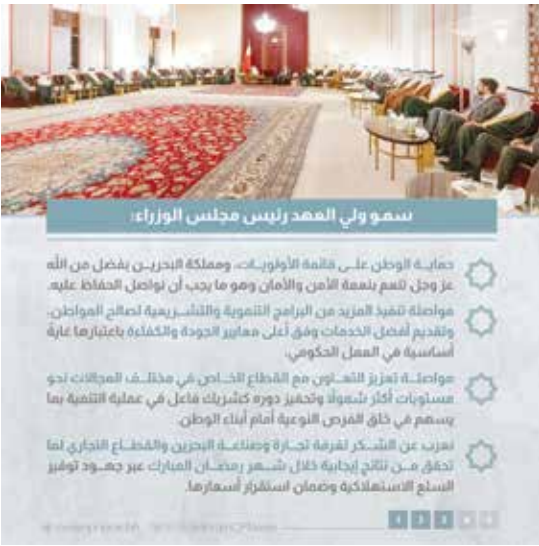 سمو ولي العهد رئيس مجلس الوزراء:
حماية الوطن على قائمة الأولويات، ومملكة البحرين بفضل من الله
عز وجل تنعم بنعمة الأمن والأمان وهو ما يجب أن نواصل الحفاظ عليه.
مواصلة تنفيذ المزيد من البرامج التنموية والتشريعية لصالح المواطن،
وتقديم أفضل الخدمات وفق أعلى معايير الجودة والكفاءة باعتبارها غاية
أساسية في العمل الحكومي.
مواصلة تعزيز التعاون مع القطاع الخاص في مختلف المجالات نحو
مستويات أكثر شمولًا وتحفيز دوره كشريك فاعل في عملية التنمية بما
يسهم في خلق الفرص النوعية أمام أبناء الوطن.
نعرب عن الشكر لغرفة تجارة وصناعة البحرين والقطاع التجاري لما
تحقق من نتائج إيجابية خلال شهر رمضان المبارك عبر جهود توفير
السلع الاستهلاكية وضمان استقرار أسعارها.